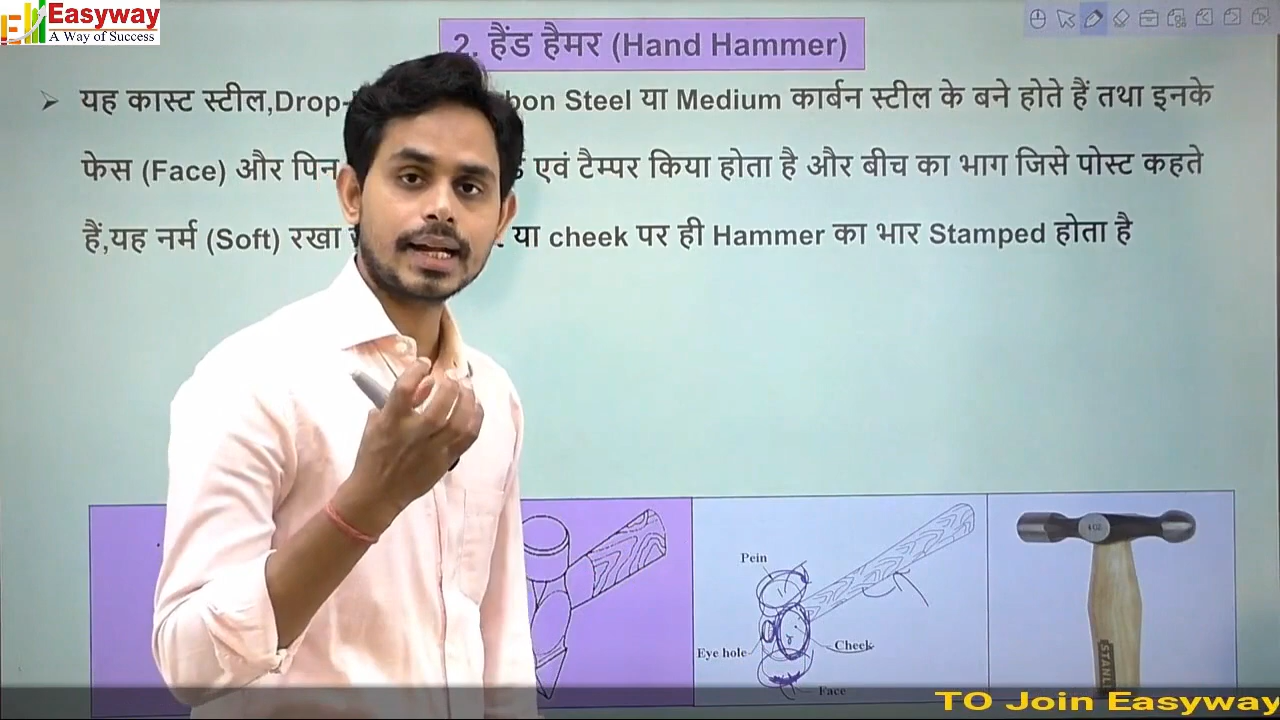 Easyway
A Way of Success
2. हैंड हैमर (Hand Hammer)
यह कास्ट स्टील,Drop- Steel या Medium कार्बन स्टील के बने होते हैं तथा इनके
फेस (Face) और पिन एवं टैम्पर किया होता है और बीच का भाग जिसे पोस्ट कहते
हैं,यह नर्म (Soft) रखा या cheek पर ही Hammer का भार Stamped होता है
Pein
Eye hole
Cheek
Face
4 OZ
TO Join Easyway